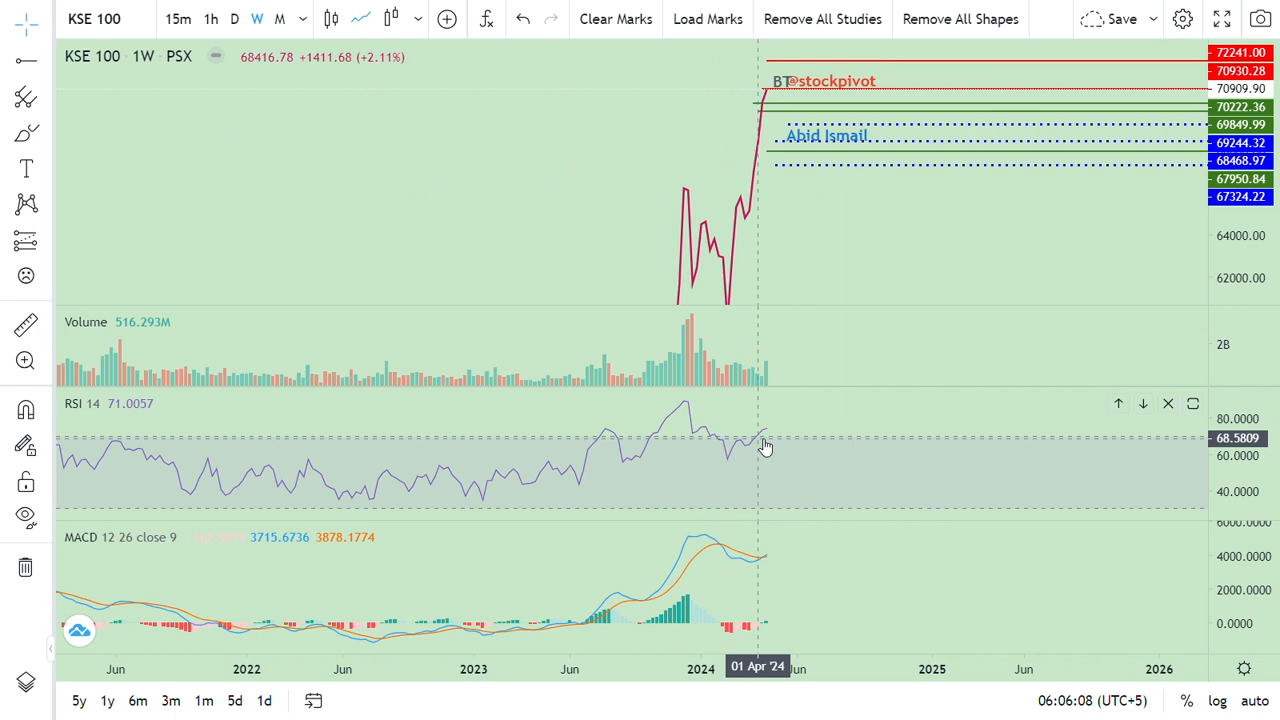 KSE 100
15m 1h D W M
Clear Marks
Load Marks
Remove All Studies
Remove All Shapes
Save
KSE 100 · 1W · PSX
68416.78 +1411.68 (+2.11%)
BT
@stockpivot
Abid Ismail
72241.00
70930.28
70909.90
70222.36
69849.99
69244.32
68468.97
67950.84
67324.22
64000.00
62000.00
Volume 516.293M
2B
RSI 14 71.0057
80.0000
68.5809
60.0000
40.0000
MACD 12 26 close 9 3715.6736 3878.1774
6000.0000
4000.0000
2000.0000
0.0000
Jun 2022 Jun 2023 Jun 2024 01 Apr '24 Jun 2025 Jun 2026
5y 1y 6m 3m 1m 5d 1d
06:06:08 (UTC+5)
% log auto